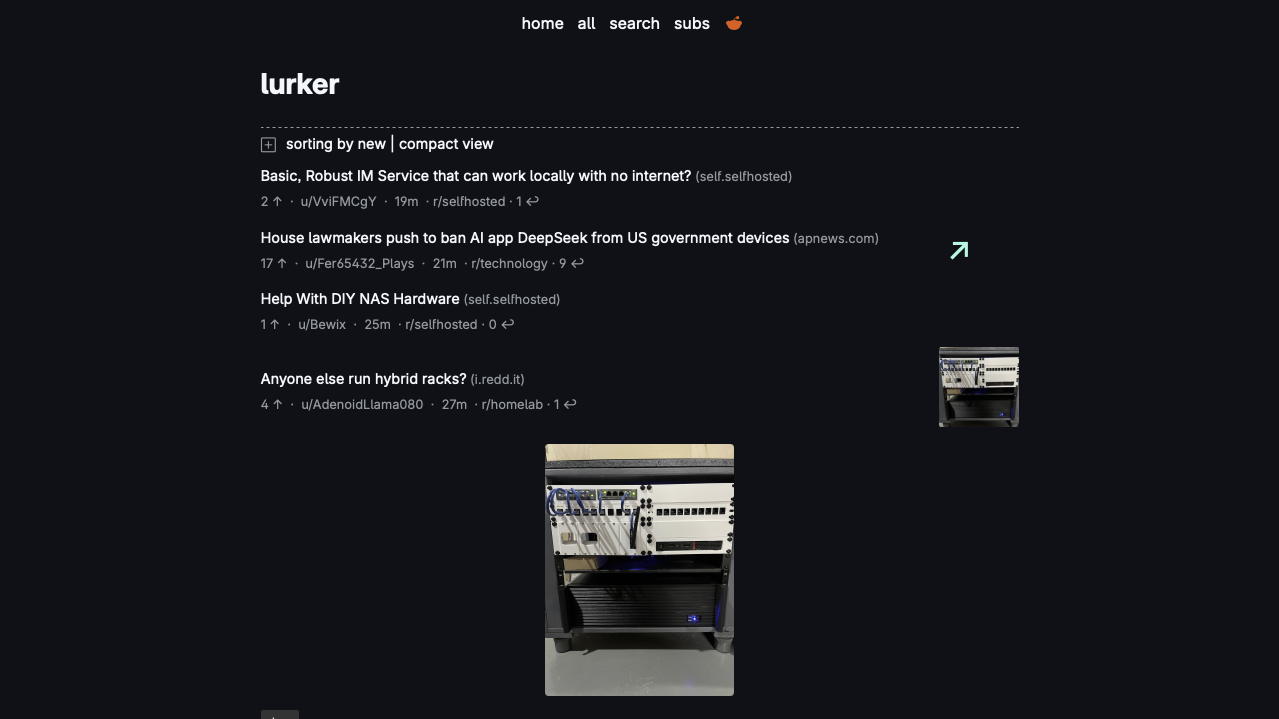 home all search subs
lurker
sorting by new | compact view
Basic, Robust IM Service that can work locally with no internet? (self.selfhosted)
2 ↑ · u/VviFMCgY · 19m · r/selfhosted · 1 ↩
House lawmakers push to ban AI app DeepSeek from US government devices (apnews.com)
17 ↑ · u/Fer65432_Plays · 21m · r/technology · 9 ↩
Help With DIY NAS Hardware (self.selfhosted)
1 ↑ · u/Bewix · 25m · r/selfhosted · 0 ↩
Anyone else run hybrid racks? (i.redd.it)
4 ↑ · u/AdenoidLlama080 · 27m · r/homelab · 1 ↩